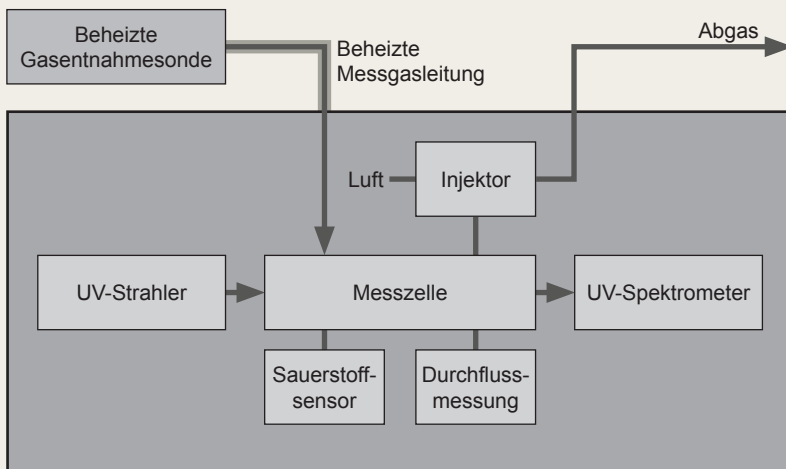 Beheizte
Gasentnahmesonde
Beheizte
Messgasleitung
Abgas
Luft
Injektor
UV-Strahler
Messzelle
UV-Spektrometer
Sauerstoff-
sensor
Durchfluss-
messung